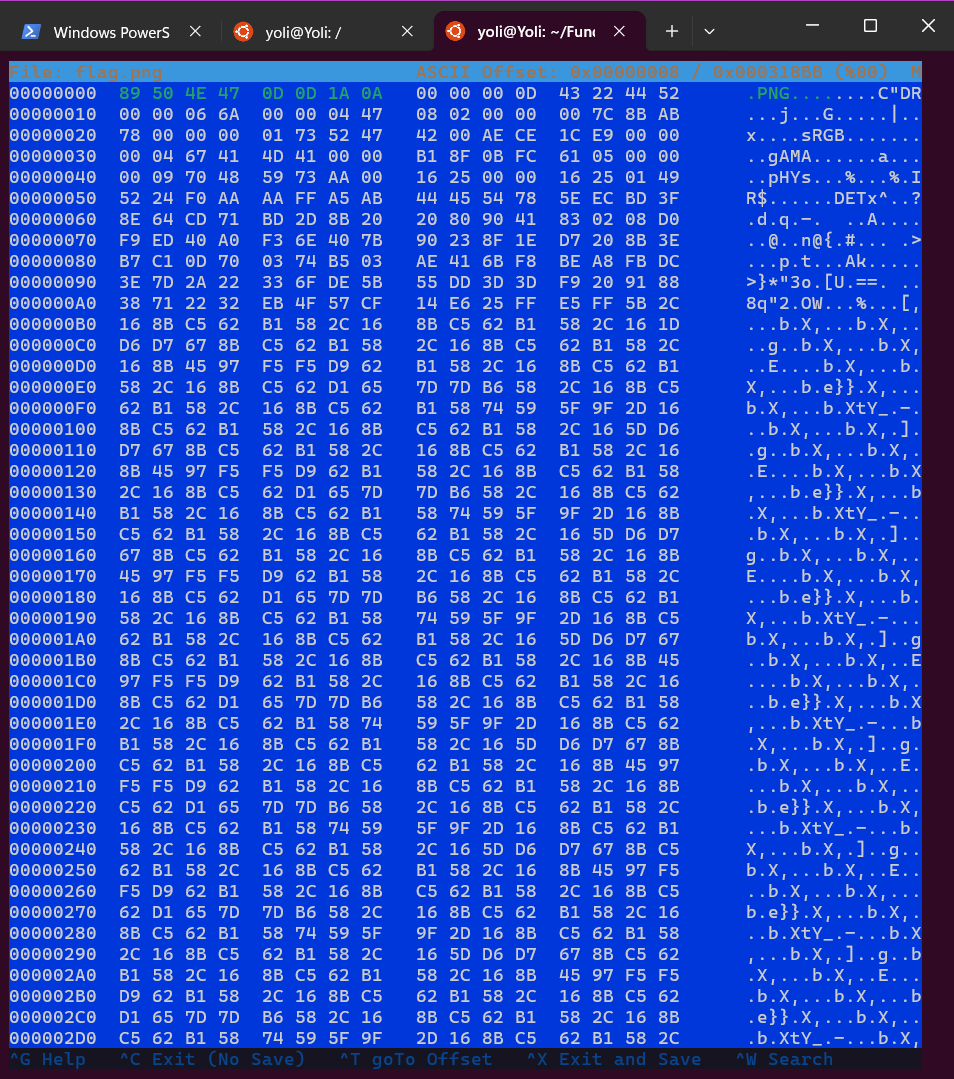 Windows PowerS
yoli@Yoli: /
yoli@Yoli: ~/Fund
File: flag.png ASCII Offset: 0x00000008 / 0x00031BBB (%00) M
00000000 89 50 4E 47 0D 0D 1A 0A 00 00 00 0D 43 22 44 52 .PNG........C"DR
00000010 00 00 06 6A 00 00 04 47 08 02 00 00 00 7C 8B AB ...j...G.....|..
00000020 78 00 00 00 01 73 52 47 42 00 AE CE 1C E9 00 00 x....sRGB.......
00000030 00 04 67 41 4D 41 00 00 B1 8F 0B FC 61 05 00 00 ..gAMA......a...
00000040 00 09 70 48 59 73 AA 00 16 25 00 00 16 25 01 49 ..pHYs...%...%.I
00000050 52 24 F0 AA AA FF A5 AB 44 45 54 78 5E EC BD 3F R$......DETx^..?
00000060 8E 64 CD 71 BD 2D 8B 20 20 80 90 41 83 02 08 D0 .d.q.-.  ..A....
00000070 F9 ED 40 A0 F3 6E 40 7B 90 23 8F 1E D7 20 8B 3E ..@..n@{.#... .>
00000080 B7 C1 0D 70 03 74 B5 03 AE 41 6B F8 BE A8 FB DC ...p.t...Ak.....
00000090 3E 7D 2A 22 33 6F DE 5B 55 DD 3D 3D F9 20 91 88 >}*"3o.[U.==. ..
000000A0 38 71 22 32 EB 4F 57 CF 14 E6 25 FF E5 FF 5B 2C 8q"2.OW...%...[,
000000B0 16 8B C5 62 B1 58 2C 16 8B C5 62 B1 58 2C 16 1D ...b.X,...b.X,..
000000C0 D6 D7 67 8B C5 62 B1 58 2C 16 8B C5 62 B1 58 2C ..g..b.X,...b.X,
000000D0 16 8B 45 97 F5 F5 D9 62 B1 58 2C 16 8B C5 62 B1 ..E....b.X,...b.
000000E0 58 2C 16 8B C5 62 D1 65 7D 7D B6 58 2C 16 8B C5 X,...b.e}}.X,...
000000F0 62 B1 58 2C 16 8B C5 62 B1 58 74 59 5F 9F 2D 16 b.X,...b.XtY_.-.
00000100 8B C5 62 B1 58 2C 16 8B C5 62 B1 58 2C 16 5D D6 ..b.X,...b.X,.].
00000110 D7 67 8B C5 62 B1 58 2C 16 8B C5 62 B1 58 2C 16 .g..b.X,...b.X,.
00000120 8B 45 97 F5 F5 D9 62 B1 58 2C 16 8B C5 62 B1 58 .E....b.X,...b.X
00000130 2C 16 8B C5 62 D1 65 7D 7D B6 58 2C 16 8B C5 62 ,...b.e}}.X,...b
00000140 B1 58 2C 16 8B C5 62 B1 58 74 59 5F 9F 2D 16 8B .X,...b.XtY_.-..
00000150 C5 62 B1 58 2C 16 8B C5 62 B1 58 2C 16 5D D6 D7 .b.X,...b.X,.]..
00000160 67 8B C5 62 B1 58 2C 16 8B C5 62 B1 58 2C 16 8B g..b.X,...b.X,..
00000170 45 97 F5 F5 D9 62 B1 58 2C 16 8B C5 62 B1 58 2C E....b.X,...b.X,
00000180 16 8B C5 62 D1 65 7D 7D B6 58 2C 16 8B C5 62 B1 ...b.e}}.X,...b.
00000190 58 2C 16 8B C5 62 B1 58 74 59 5F 9F 2D 16 8B C5 X,...b.XtY_.-...
000001A0 62 B1 58 2C 16 8B C5 62 B1 58 2C 16 5D D6 D7 67 b.X,...b.X,.]..g
000001B0 8B C5 62 B1 58 2C 16 8B C5 62 B1 58 2C 16 8B 45 ..b.X,...b.X,..E
000001C0 97 F5 F5 D9 62 B1 58 2C 16 8B C5 62 B1 58 2C 16 ....b.X,...b.X,.
000001D0 8B C5 62 D1 65 7D 7D B6 58 2C 16 8B C5 62 B1 58 ..b.e}}.X,...b.X
000001E0 2C 16 8B C5 62 B1 58 74 59 5F 9F 2D 16 8B C5 62 ,...b.XtY_.-...b
000001F0 B1 58 2C 16 8B C5 62 B1 58 2C 16 5D D6 D7 67 8B .X,...b.X,.]..g.
00000200 C5 62 B1 58 2C 16 8B C5 62 B1 58 2C 16 8B 45 97 .b.X,...b.X,..E.
00000210 F5 F5 D9 62 B1 58 2C 16 8B C5 62 B1 58 2C 16 8B ...b.X,...b.X,..
00000220 C5 62 D1 65 7D 7D B6 58 2C 16 8B C5 62 B1 58 2C .b.e}}.X,...b.X,
00000230 16 8B C5 62 B1 58 74 59 5F 9F 2D 16 8B C5 62 B1 ...b.XtY_.-...b.
00000240 58 2C 16 8B C5 62 B1 58 2C 16 5D D6 D7 67 8B C5 X,...b.X,.]..g..
00000250 62 B1 58 2C 16 8B C5 62 B1 58 2C 16 8B 45 97 F5 b.X,...b.X,..E..
00000260 F5 D9 62 B1 58 2C 16 8B C5 62 B1 58 2C 16 8B C5 ..b.X,...b.X,...
00000270 62 D1 65 7D 7D B6 58 2C 16 8B C5 62 B1 58 2C 16 b.e}}.X,...b.X,.
00000280 8B C5 62 B1 58 74 59 5F 9F 2D 16 8B C5 62 B1 58 ..b.XtY_.-...b.X
00000290 2C 16 8B C5 62 B1 58 2C 16 5D D6 D7 67 8B C5 62 ,...b.X,.]..g..b
000002A0 B1 58 2C 16 8B C5 62 B1 58 2C 16 8B 45 97 F5 F5 .X,...b.X,..E...
000002B0 D9 62 B1 58 2C 16 8B C5 62 B1 58 2C 16 8B C5 62 .b.X,...b.X,...b
000002C0 D1 65 7D 7D B6 58 2C 16 8B C5 62 B1 58 2C 16 8B .e}}.X,...b.X,..
000002D0 C5 62 B1 58 74 59 5F 9F 2D 16 8B C5 62 B1 58 2C .b.XtY_.-...b.X,
^G Help ^C Exit (No Save) ^T goTo Offset ^X Exit and Save ^W Search